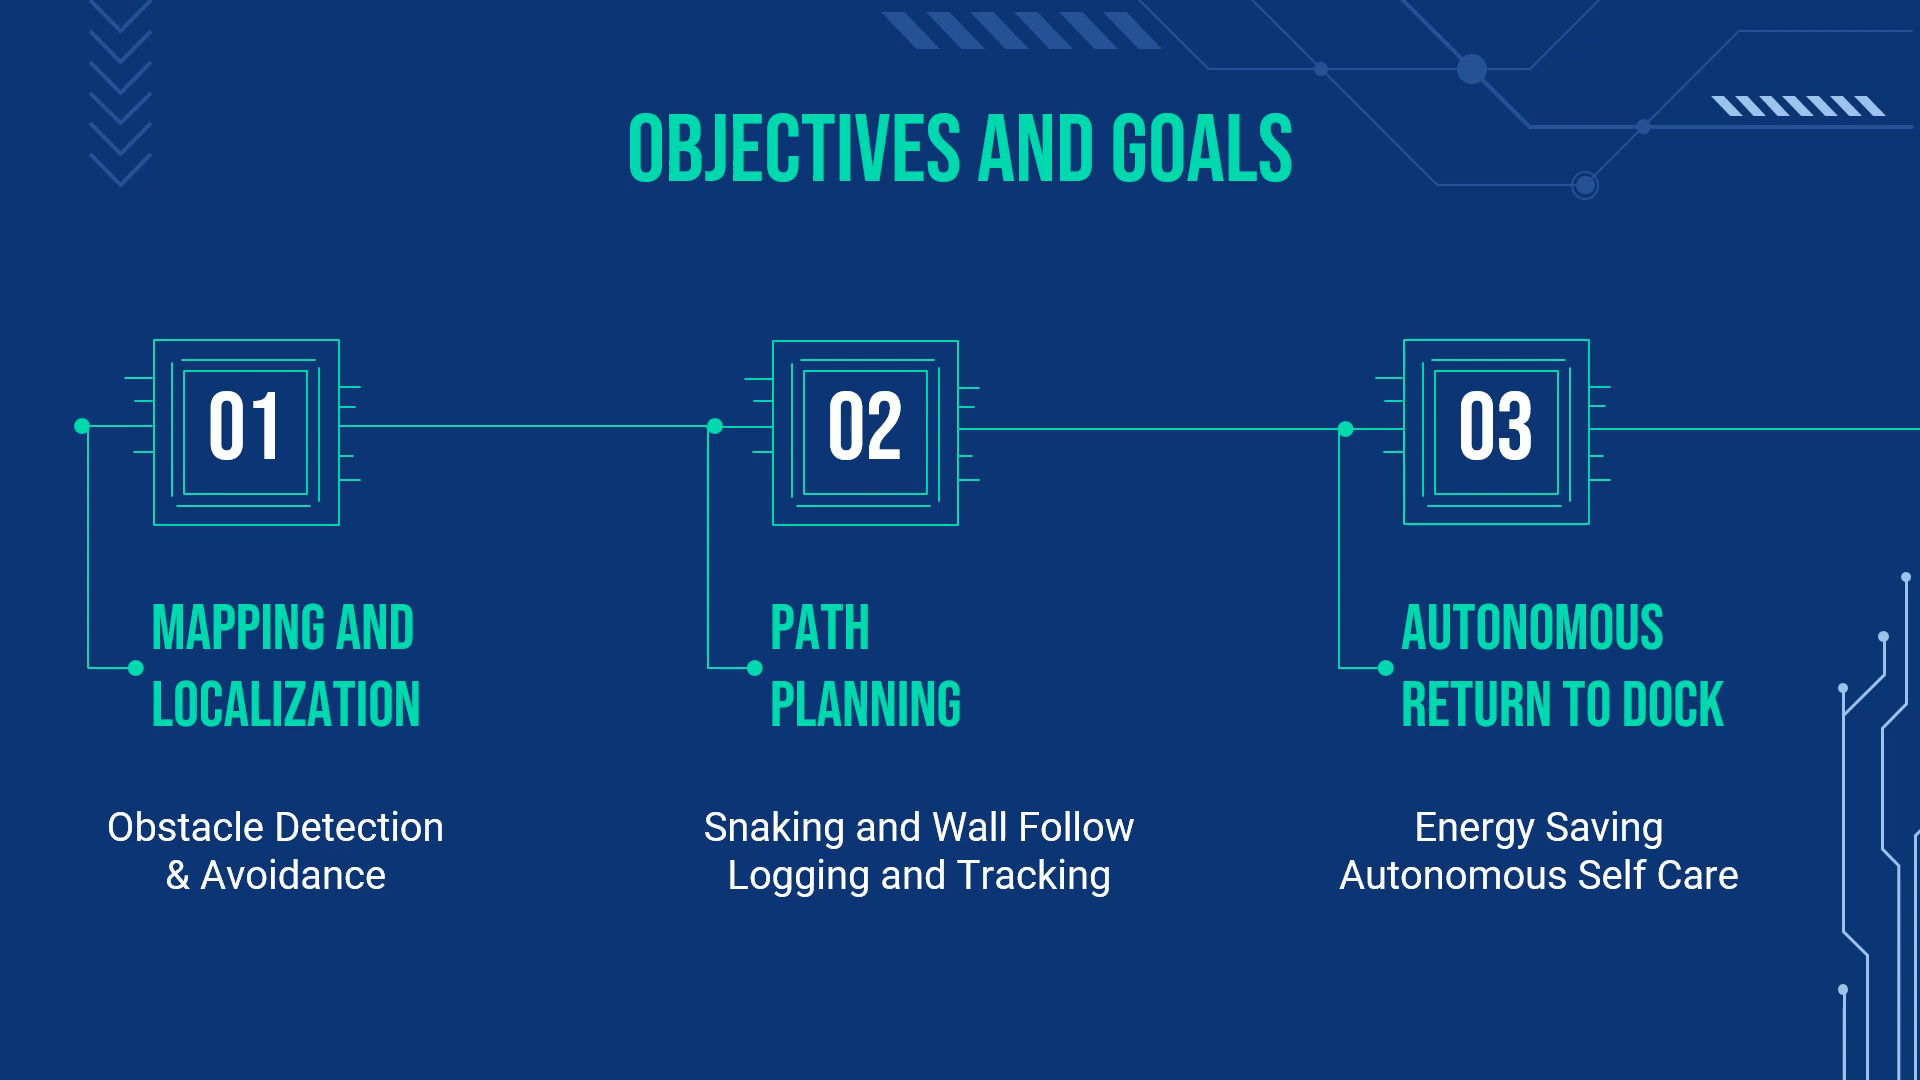 OBJECTIVES AND GOALS
01
02
03
MAPPING AND
LOCALIZATION
PATH
PLANNING
AUTONOMOUS
RETURN TO DOCK
Obstacle Detection
& Avoidance
Snaking and Wall Follow
Logging and Tracking
Energy Saving
Autonomous Self Care